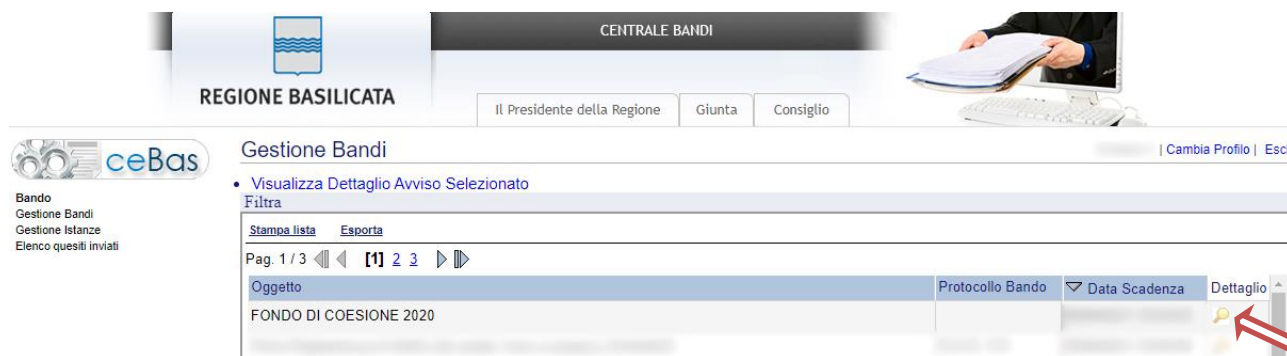 CENTRALE BANDI
REGIONE BASILICATA
Il Presidente della Regione Giunta Consiglio
ceBas
Gestione Bandi
| Cambia Profilo | Esci
Visualizza Dettaglio Avviso Selezionato
Bando
Gestione Bandi
Gestione Istanze
Elenco quesiti inviati
Filtra
Stampa lista Esporta
Pag. 1 / 3 [1] 2 3
Oggetto Protocollo Bando Data Scadenza Dettaglio
FONDO DI COESIONE 2020